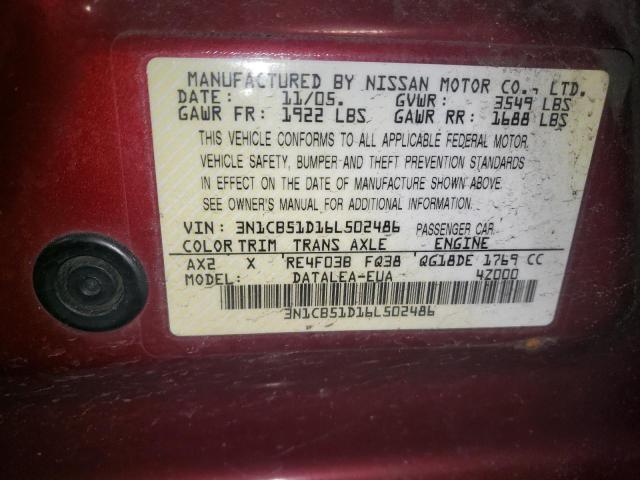 MANUFACTURED BY NISSAN MOTOR CO., LTD.
DATE: 11/05. GVWR: 3549 LBS
GAWR FR: 1922 LBS GAWR RR: 1688 LBS
THIS VEHICLE CONFORMS TO ALL APPLICABLE FEDERAL MOTOR
VEHICLE SAFETY, BUMPER-AND THEFT PREVENTION STANDARDS
IN EFFECT ON THE DATE OF MANUFACTURE SHOWN ABOVE.
SEE OWNER'S MANUAL FOR ADDITIONAL INFORMATION.
VIN: 3N1CB51D16L502486 PASSENGER CAR
COLOR TRIM TRANS AXLE ENGINE
AX2 X RE4F03B FQ38 QG18DE 1769 CC
MODEL: DATALEA-EUA 4Z000
3N1CB51D16L502486